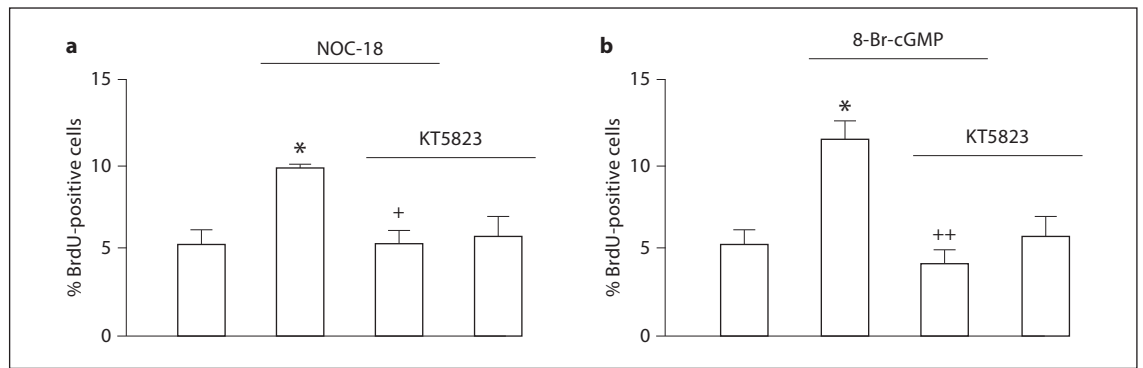 a
NOC-18
KT5823
% BrdU-positive cells
15
10
5
0
*
+
b
8-Br-cGMP
KT5823
% BrdU-positive cells
15
10
5
0
*
++